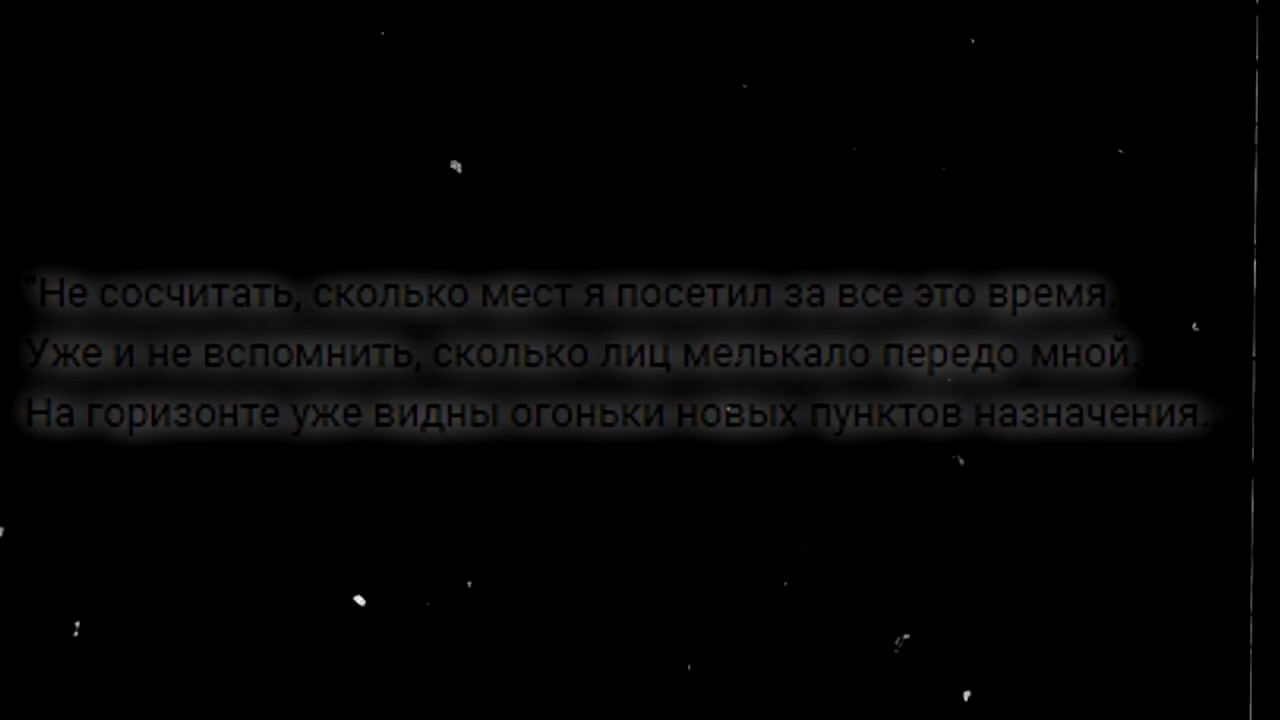 "Не сосчитать, сколько мест я посетил за все это время.
Уже и не вспомнить, сколько лиц мелькало передо мной.
На горизонте уже видны огоньки новых пунктов назначения..